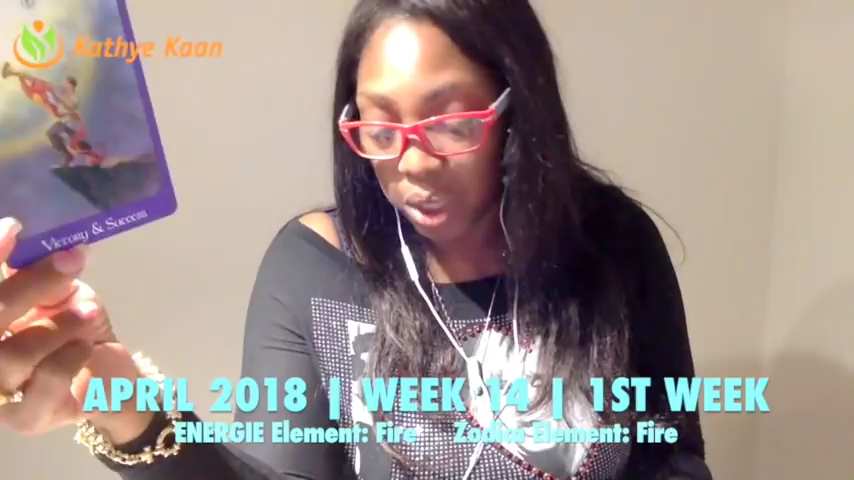 Kathye Kaan
Victory & Success
APRIL 2018 | WEEK 14 | 1ST WEEK
ENERGIE Element: Fire Zodiac Element: Fire